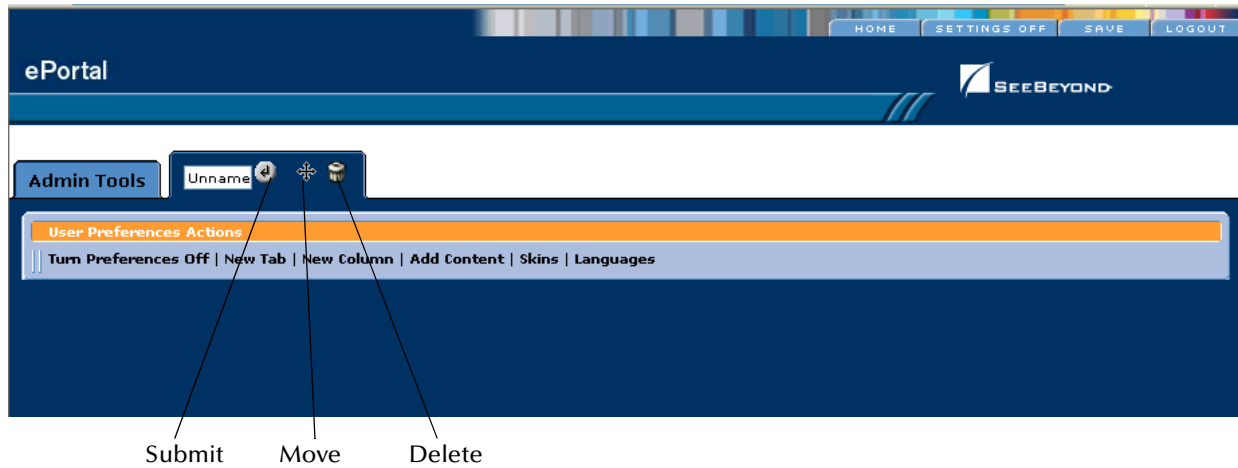 HOME SETTINGS OFF SAVE LOGOUT
ePortal
SEEBEYOND
Admin Tools
Unname
User Preferences Actions
Turn Preferences Off | New Tab | New Column | Add Content | Skins | Languages
Submit Move Delete